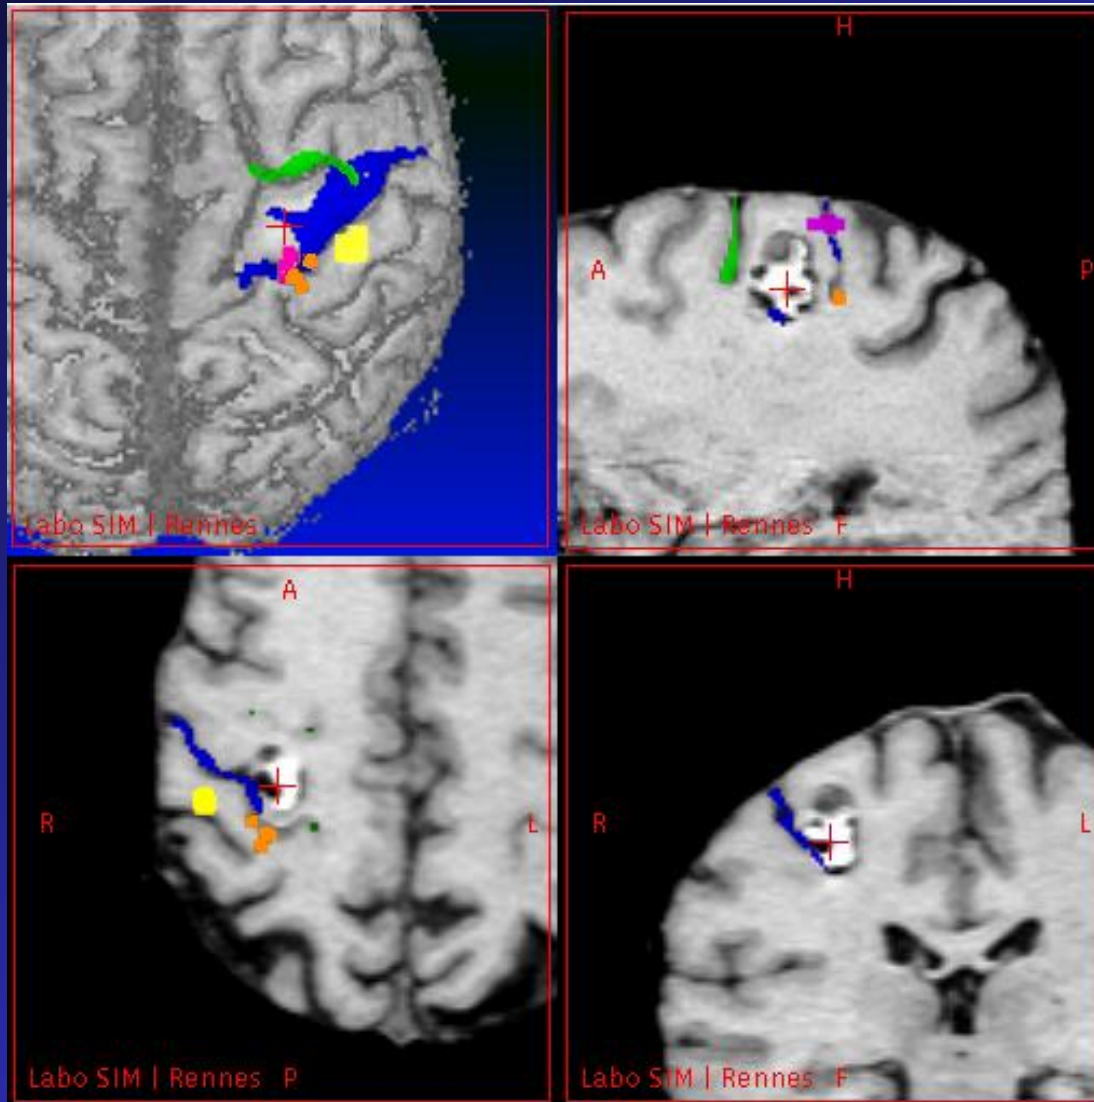 H
A
P
Labo SIM | Rennes
Labo SIM | Rennes F
A
R
L
Labo SIM | Rennes P
H
R
L
Labo SIM | Rennes F